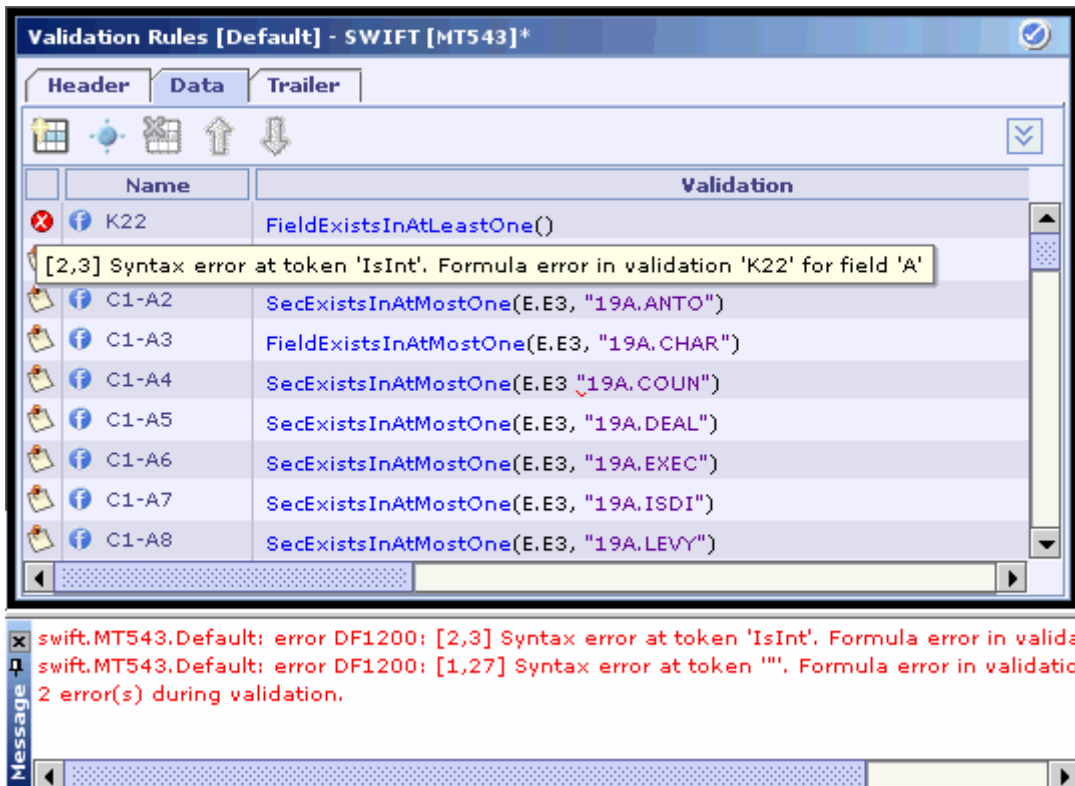 Validation Rules [Default] - SWIFT [MT543]*
Header Data Trailer
Name Validation
K22 FieldExistsInAtLeastOne()
[2,3] Syntax error at token 'IsInt'. Formula error in validation 'K22' for field 'A'
C1-A2 SecExistsInAtMostOne(E.E3, "19A.ANTO")
C1-A3 FieldExistsInAtMostOne(E.E3, "19A.CHAR")
C1-A4 SecExistsInAtMostOne(E.E3 "19A.COUN")
C1-A5 SecExistsInAtMostOne(E.E3, "19A.DEAL")
C1-A6 SecExistsInAtMostOne(E.E3, "19A.EXEC")
C1-A7 SecExistsInAtMostOne(E.E3, "19A.ISDI")
C1-A8 SecExistsInAtMostOne(E.E3, "19A.LEVY")
swift.MT543.Default: error DF1200: [2,3] Syntax error at token 'IsInt'. Formula error in valida
swift.MT543.Default: error DF1200: [1,27] Syntax error at token '"'. Formula error in validatio
2 error(s) during validation.
Message